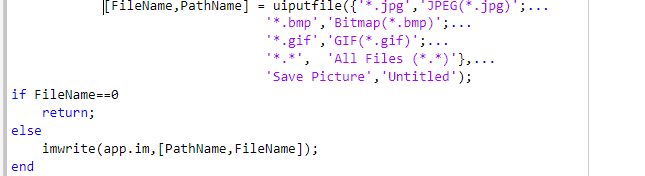 [FileName,PathName] = uiputfile({'*.jpg','JPEG(*.jpg)';...
'*.bmp','Bitmap(*.bmp)';...
'*.gif','GIF(*.gif)';...
'*.*',  'All Files (*.*)'},...
'Save Picture','Untitled');
if FileName==0
return;
else
imwrite(app.im,[PathName,FileName]);
end